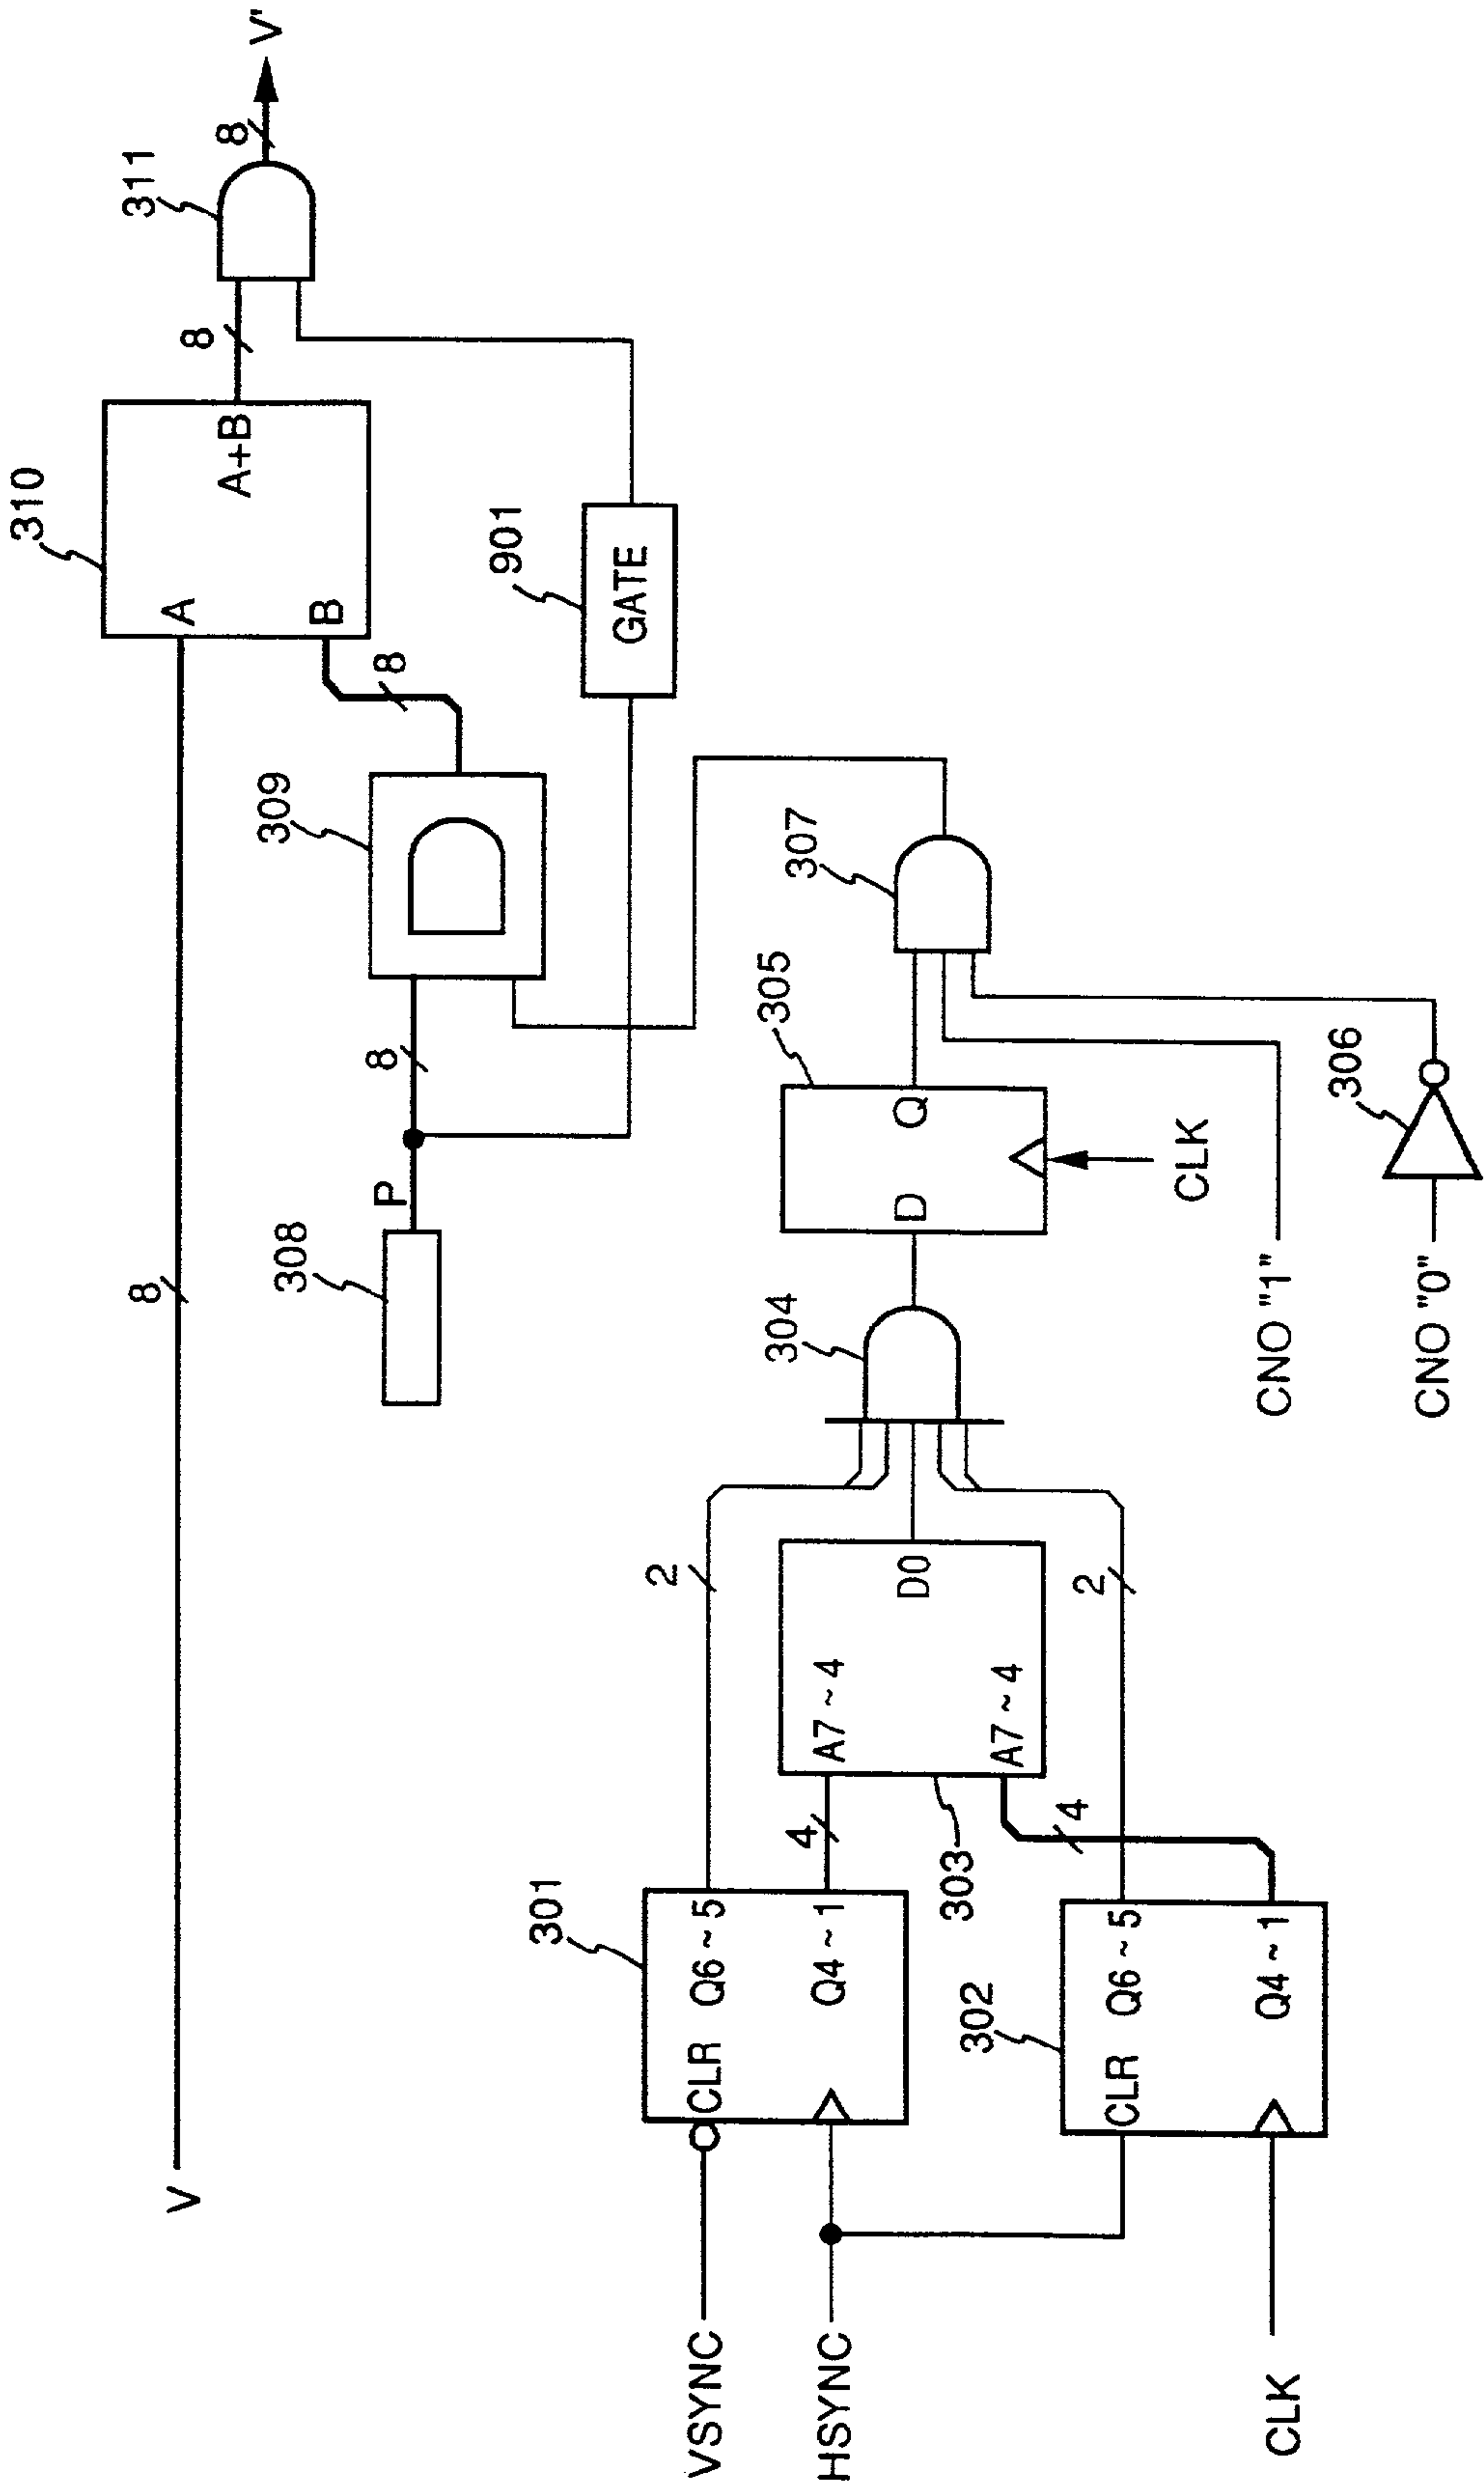 V
8
310
A
B
A+B
8
311
8
V'
308
P
8
309
8
901
GATE
VSYNC
HSYNC
CLK
301
CLR
Q6 ~ 5
Q4 ~ 1
302
CLR
Q6 ~ 5
Q4 ~ 1
2
4
2
4
303
A7 ~ 4
A7 ~ 4
D0
304
305
D
Q
CLK
307
CNO "1"
CNO "0"
306